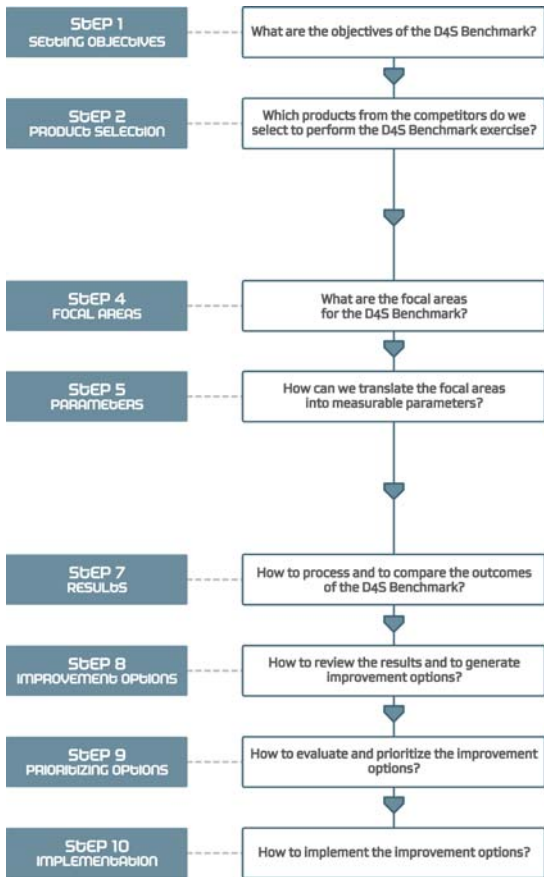 STEP 1
SETTING OBJECTIVES
What are the objectives of the D4S Benchmark?
STEP 2
PRODUCT SELECTION
Which products from the competitors do we
select to perform the D4S Benchmark exercise?
STEP 4
FOCAL AREAS
What are the focal areas
for the D4S Benchmark?
STEP 5
PARAMETERS
How can we translate the focal areas
into measurable parameters?
STEP 7
RESULTS
How to process and to compare the outcomes
of the D4S Benchmark?
STEP 8
IMPROVEMENT OPTIONS
How to review the results and to generate
improvement options?
STEP 9
PRIORITIZING OPTIONS
How to evaluate and prioritize the improvement
options?
STEP 10
IMPLEMENTATION
How to implement the improvement options?